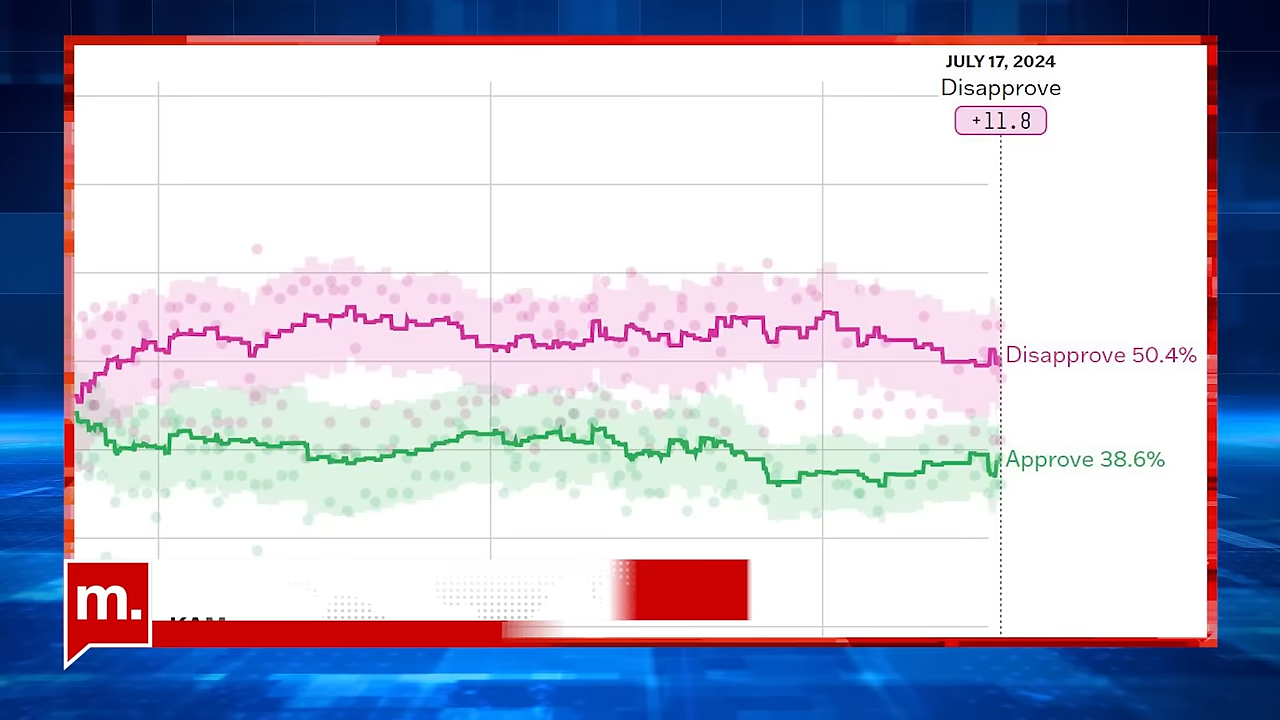 JULY 17, 2024
Disapprove
+11.8
Disapprove 50.4%
Approve 38.6%
m.